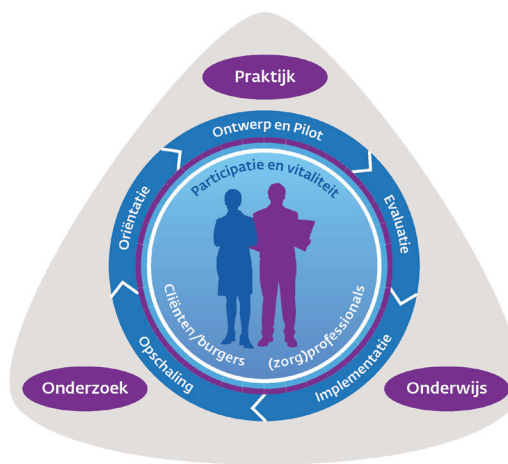 Praktijk
Ontwerp en Pilot
Participatie en vitaliteit
Oriëntatie
Evaluatie
Cliënten/burgers
(zorg)professionals
Opschaling
Implementatie
Onderzoek
Onderwijs